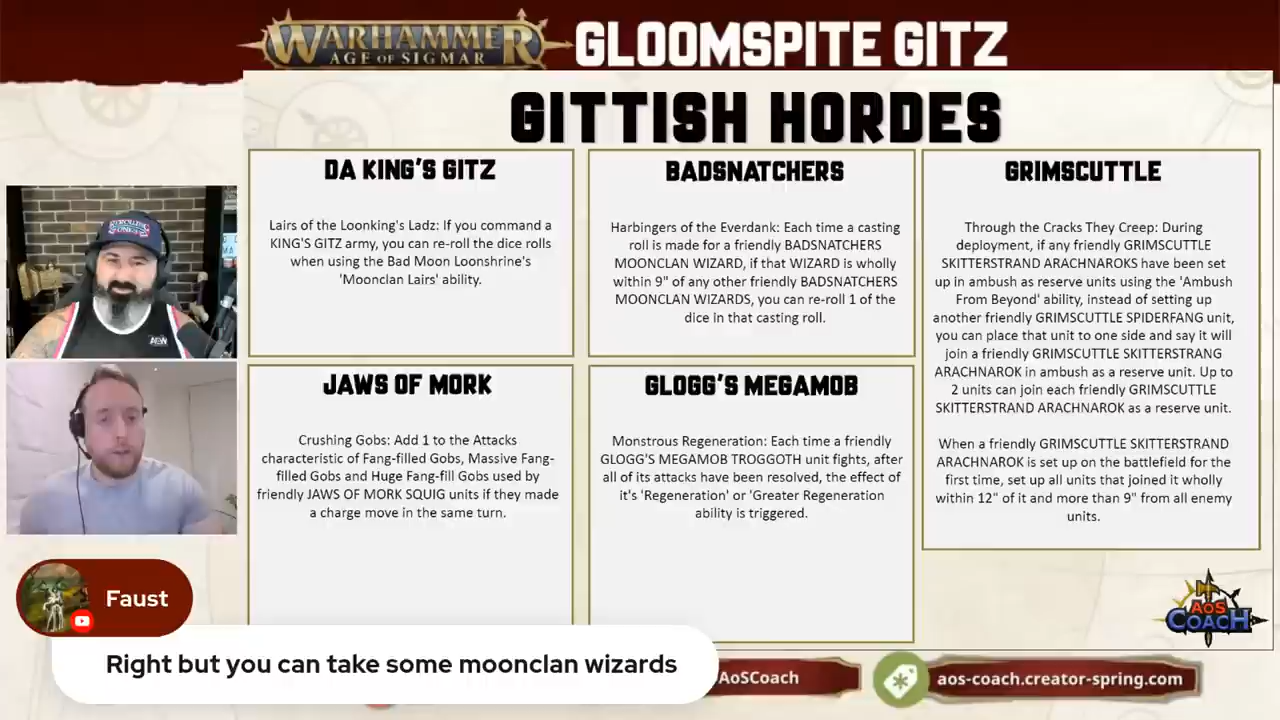 WARHAMMER
AGE OF SIGMAR
GLOOMSPITE GITZ
GITTISH HORDES
DA KING'S GITZ
Lairs of the Loonking's Ladz: If you command a
KING'S GITZ army, you can re-roll the dice rolls
when using the Bad Moon Loonshrine's
'Moonclan Lairs' ability.
BADSNATCHERS
Harbingers of the Everdank: Each time a casting
roll is made for a friendly BADSNATCHERS
MOONCLAN WIZARD, if that WIZARD is wholly
within 9" of any other friendly BADSNATCHERS
MOONCLAN WIZARDS, you can re-roll 1 of the
dice in that casting roll.
GRIMSCUTTLE
Through the Cracks They Creep: During
deployment, if any friendly GRIMSCUTTLE
SKITTERSTRAND ARACHNAROKS have been set
up in ambush as reserve units using the 'Ambush
From Beyond' ability, instead of setting up
another friendly GRIMSCUTTLE SPIDERFANG unit,
you can place that unit to one side and say it will
join a friendly GRIMSCUTTLE SKITTERSTRANG
ARACHNAROK in ambush as a reserve unit. Up to
2 units can join each friendly GRIMSCUTTLE
SKITTERSTRAND ARACHNAROK as a reserve unit.
When a friendly GRIMSCUTTLE SKITTERSTRAND
ARACHNAROK is set up on the battlefield for the
first time, set up all units that joined it wholly
within 12" of it and more than 9" from all enemy
units.
JAWS OF MORK
Crushing Gobs: Add 1 to the Attacks
characteristic of Fang-filled Gobs, Massive Fang-
filled Gobs and Huge Fang-fill Gobs used by
friendly JAWS OF MORK SQUIG units if they made
a charge move in the same turn.
GLOGG'S MEGAMOB
Monstrous Regeneration: Each time a friendly
GLOGG'S MEGAMOB TROGGOTH unit fights, after
all of its attacks have been resolved, the effect of
it's 'Regeneration' or 'Greater Regeneration
ability is triggered.
AoS
COACH
Faust
Right but you can take some moonclan wizards
AoSCoach
aos-coach.creator-spring.com